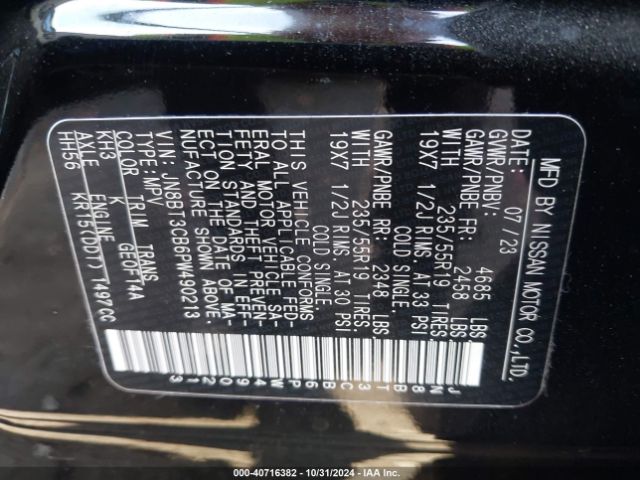 MFD BY NISSAN MOTOR CO.,LTD.
DATE: 07/23
GVWR/PNBV: 4685 LBS.
GAWR/PNBE FR: 2458 LBS.
WITH 235/55R19 TIRES,
19X7 1/2J RIMS, AT 33 PSI
COLD SINGLE,
GAWR/PNBE RR: 2348 LBS.
WITH 235/55R19 TIRES,
19X7 1/2J RIMS, AT 30 PSI
COLD SINGLE,
THIS VEHICLE CONFORMS
TO ALL APPLICABLE FED-
ERAL MOTOR VEHICLE SA-
FETY AND THEFT PREVEN-
TION STANDARDS IN EFF-
ECT ON THE DATE OF MA-
NUFACTURE SHOWN ABOVE.
VIN: JN8BT3CB6PW490213
TYPE: MPV
COLOR TRIM TRANS
KH3 K GEOFT4A
AXLE ENGINE
HH56 KR15(DDT) 1497CC
JN8BT3CB6PW490213
000-40716382 | 10/31/2024 | IAA Inc.